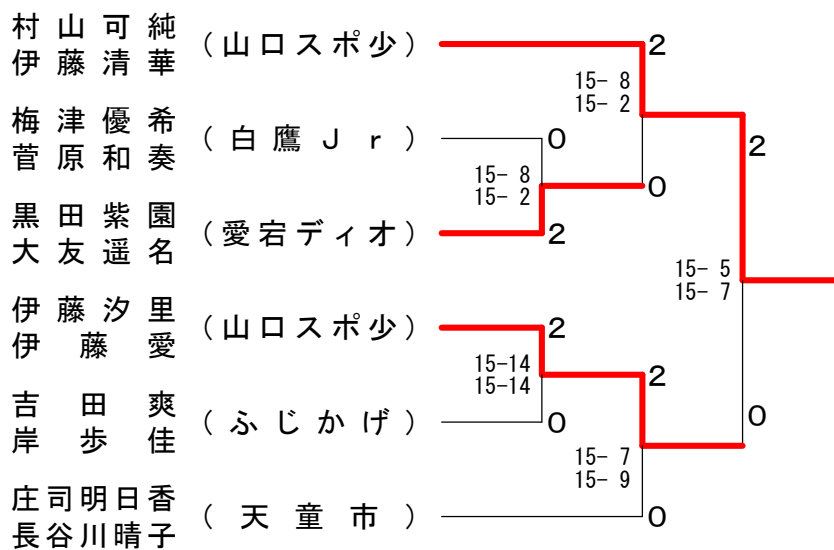 村山可純
伊藤清華
(山口スポ少)
2
15- 8
15- 2
梅津優希
菅原和奏
(白鷹Jr)
0
2
15- 8
15- 2
0
黒田紫園
大友遥名
(愛宕ディオ)
2
15- 5
15- 7
伊藤汐里
伊藤愛
(山口スポ少)
2
15-14
15-14
2
吉田爽
岸歩佳
(ふじかげ)
0
0
15- 7
15- 9
庄司明日香
長谷川晴子
(天童市)
0